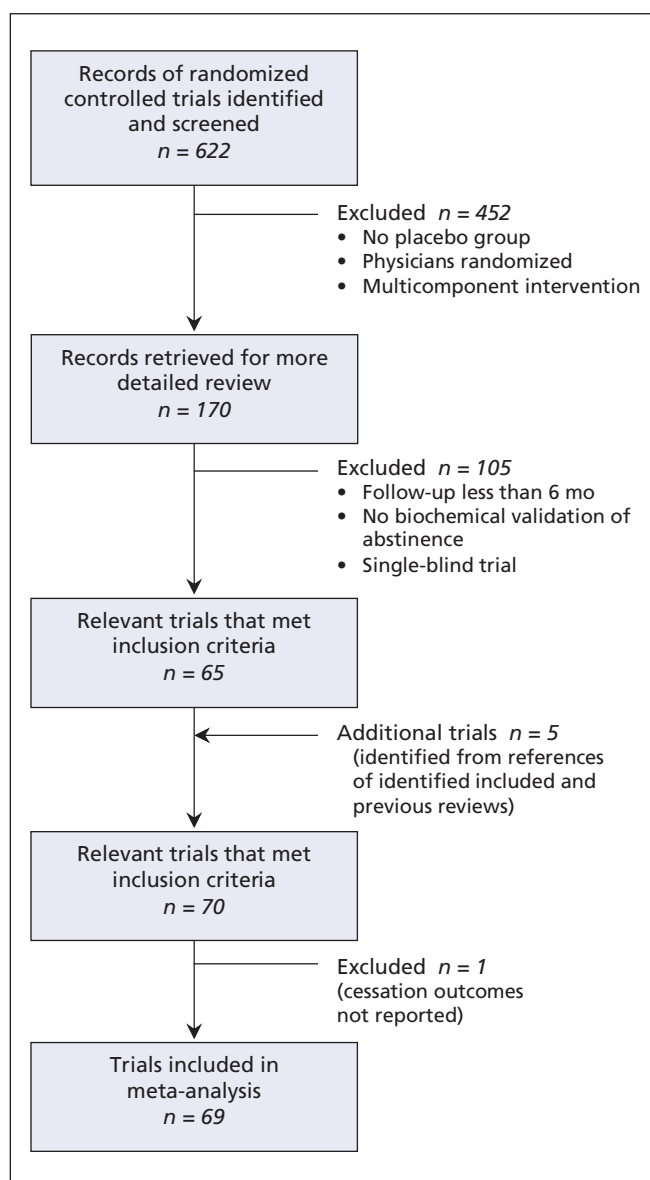 Records of randomized
controlled trials identified
and screened
n = 622
Excluded n = 452
• No placebo group
• Physicians randomized
• Multicomponent intervention
Records retrieved for more
detailed review
n = 170
Excluded n = 105
• Follow-up less than 6 mo
• No biochemical validation of
abstinence
• Single-blind trial
Relevant trials that met
inclusion criteria
n = 65
Additional trials n = 5
(identified from references
of identified included and
previous reviews)
Relevant trials that met
inclusion criteria
n = 70
Excluded n = 1
(cessation outcomes
not reported)
Trials included in
meta-analysis
n = 69